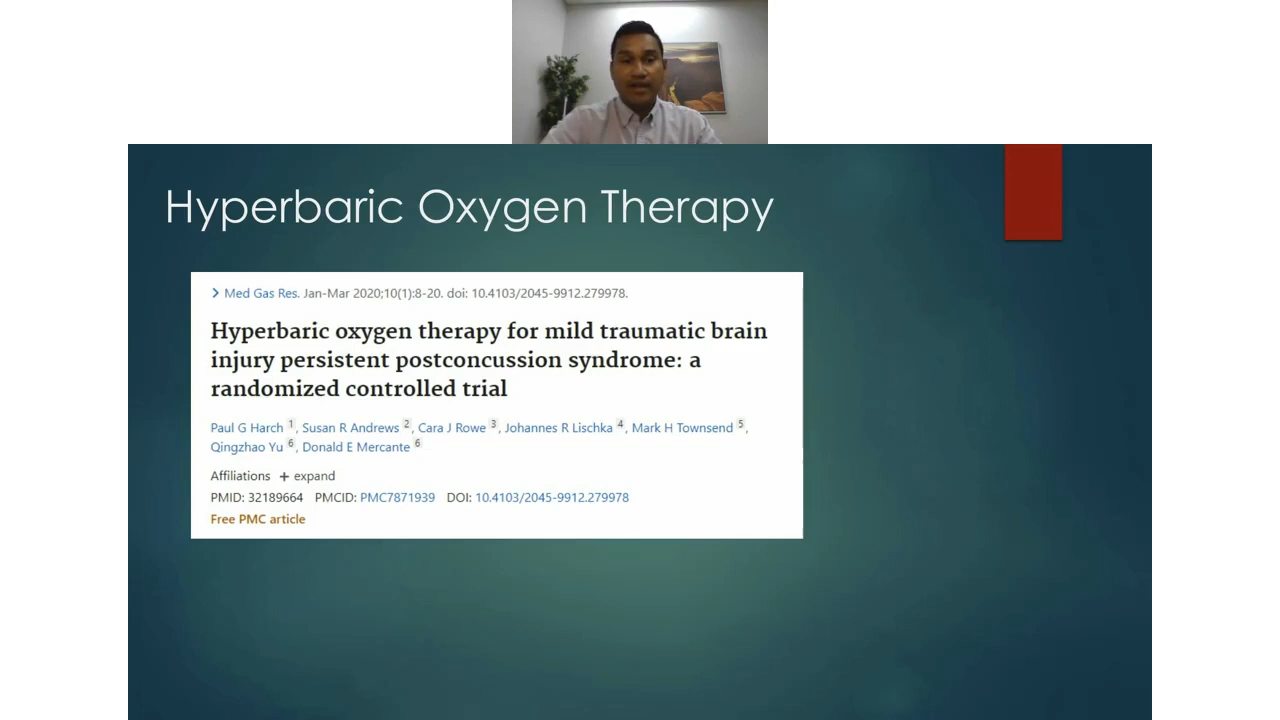 Hyperbaric Oxygen Therapy
> Med Gas Res. Jan-Mar 2020;10(1):8-20. doi: 10.4103/2045-9912.279978.
Hyperbaric oxygen therapy for mild traumatic brain
injury persistent postconcussion syndrome: a
randomized controlled trial
Paul G Harch 1, Susan R Andrews 2, Cara J Rowe 3, Johannes R Lischka 4, Mark H Townsend 5,
Qingzhao Yu 6, Donald E Mercante 6
Affiliations + expand
PMID: 32189664 PMCID: PMC7871939 DOI: 10.4103/2045-9912.279978
Free PMC article